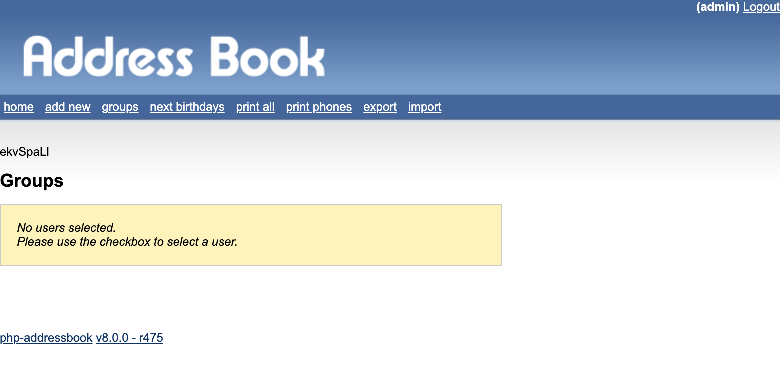 (admin) Logout
Address Book
home add new groups next birthdays print all print phones export import
ekvSpaLl
Groups
No users selected.
Please use the checkbox to select a user.
php-addressbook v8.0.0 - r475